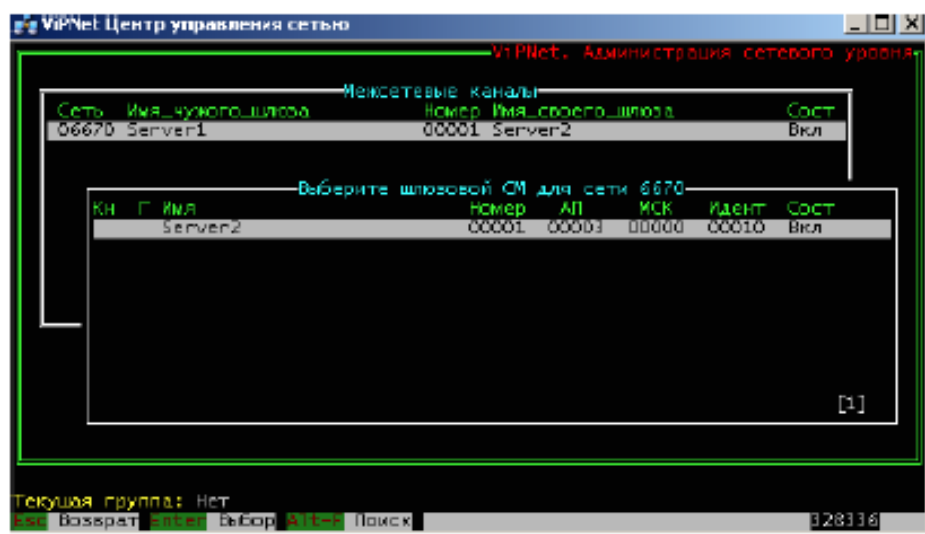 ViPNet Центр управления сетью
ViPNet. Администрация сетевого уровня
Межсетевые каналы
Сеть Имя_чужого_шлюза Номер Имя_своего_шлюза Сост
06670 Server1 00001 Server2 Вкл
Выберите шлюзовой СМ для сети 6670
Кн Г Имя Номер АП МСК Идент Сост
Server2 00001 00003 00000 00010 Вкл
[1]
Текущая группа: Нет
Esc Возврат Enter Выбор Alt-F Поиск 328336